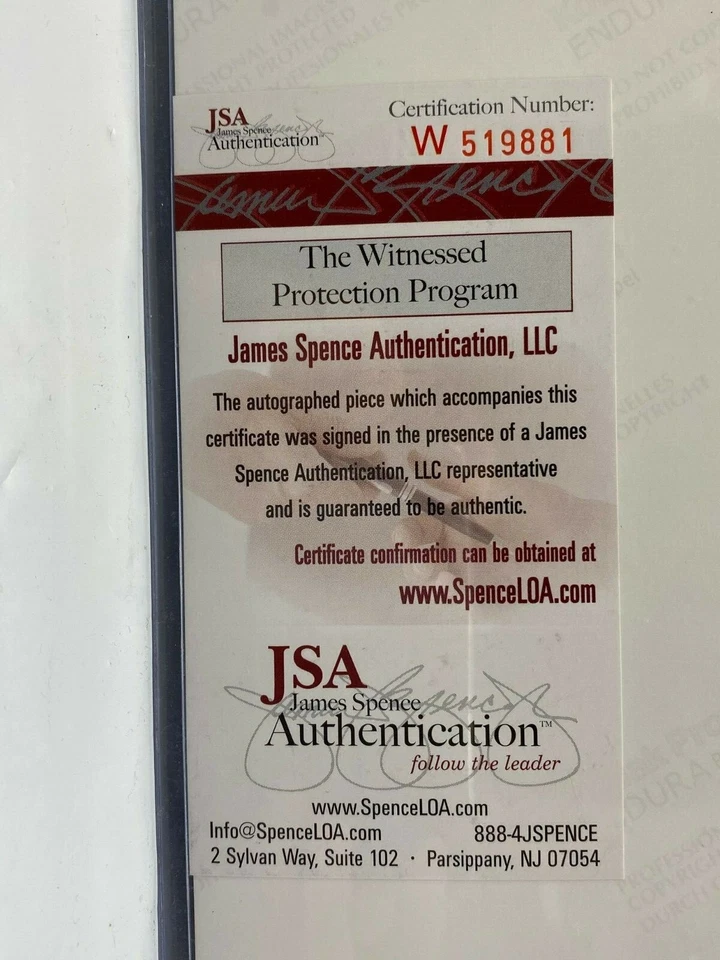 JSA
James Spence
Authentication
Certification Number:
W 519881
James Spence
The Witnessed
Protection Program
James Spence Authentication, LLC
The autographed piece which accompanies this
certificate was signed in the presence of a James
Spence Authentication, LLC representative
and is guaranteed to be authentic.
Certificate confirmation can be obtained at
www.SpenceLOA.com
JSA
James Spence
Authentication™
follow the leader
www.SpenceLOA.com
Info@SpenceLOA.com 888-4JSPENCE
2 Sylvan Way, Suite 102 · Parsippany, NJ 07054